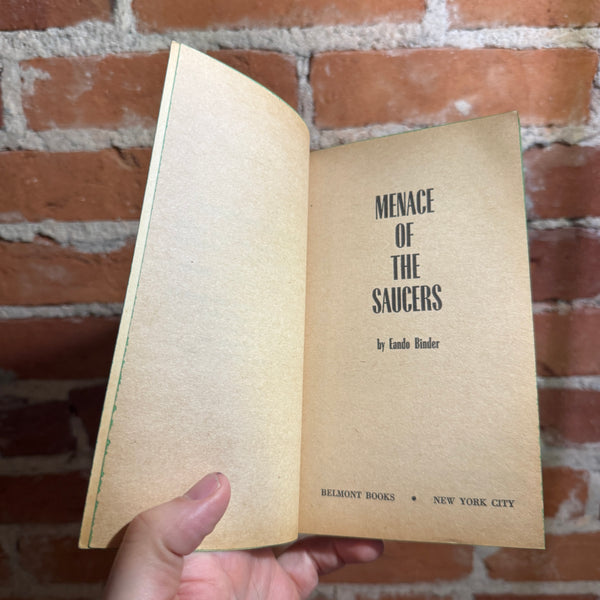 MENACE
OF
THE
SAUCERS
by Eando Binder
BELMONT BOOKS • NEW YORK CITY